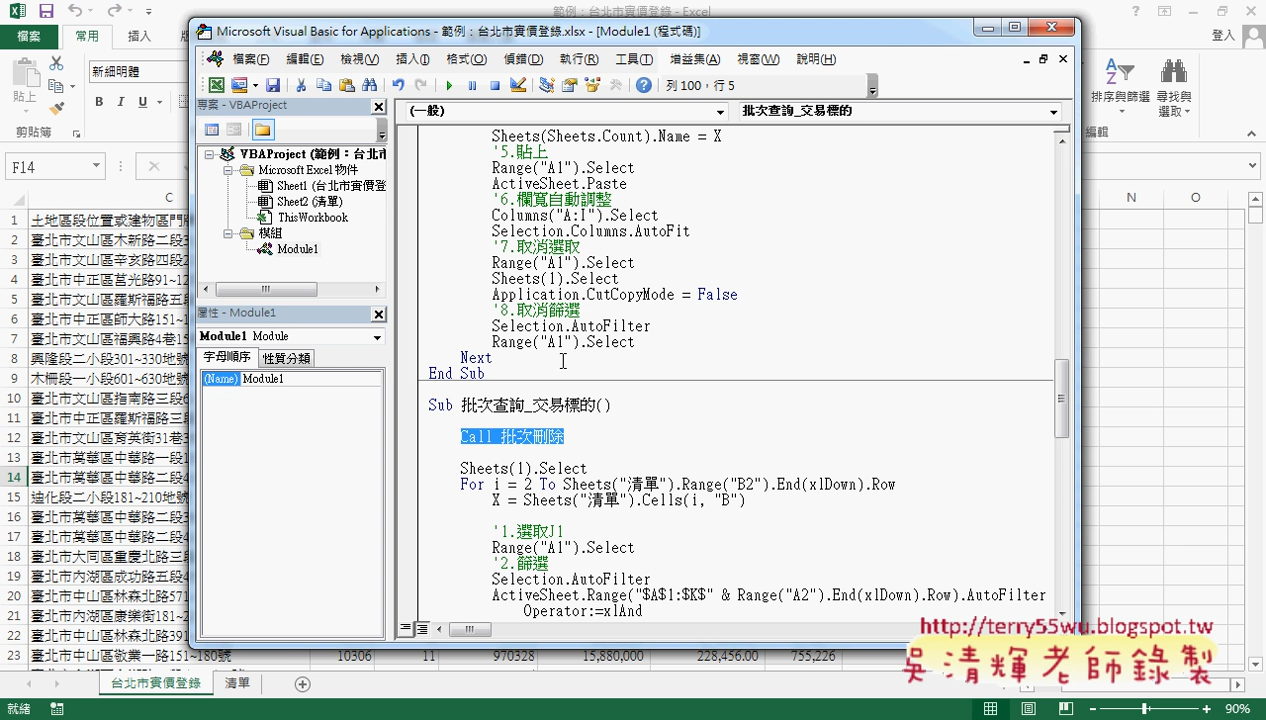 範例：台北市實價登錄 - Excel
檔案 常用 插入 登入
新細明體
貼上
剪貼簿
排序與篩選 尋找與選取
編輯
F14
C N O
1 土地區段位置或建物區門
2 臺北市文山區木新路二段
3 臺北市文山區辛亥路四段
4 臺北市中正區莒光路91~12
5 臺北市文山區羅斯福路五段
6 臺北市中正區師大路151~1
7 臺北市文山區福興路4巷15
8 興隆段二小段301~330地號
9 木柵段一小段601~630地號
10 臺北市文山區指南路三段
11 臺北市中正區羅斯福路三段
12 臺北市文山區育英街31巷
13 臺北市萬華區中華路一段1
14 臺北市萬華區中華路二段4
15 迪化段二小段181~210地號
16 臺北市萬華區中華路二段
17 臺北市萬華區中華路二段4
18 臺北市大同區重慶北路三段
19 臺北市內湖區成功路五段4
20 臺北市中山區林森北路571
21 臺北市內湖區康樂街181~2
22 臺北市中山區林森北路391
23 臺北市中山區敬業一路151~180號 10306 11 970328 15,880,000 228,456.00 755,226
台北市實價登錄 清單
就緒 90%
Microsoft Visual Basic for Applications - 範例：台北市實價登錄.xlsx - [Module1 (程式碼)]
檔案(F) 編輯(E) 檢視(V) 插入(I) 格式(O) 偵錯(D) 執行(R) 工具(T) 增益集(A) 視窗(W) 說明(H)
列 100，行 5
專案 - VBAProject
VBAProject (範例：台北市
Microsoft Excel 物件
Sheet1 (台北市實價登
Sheet2 (清單)
ThisWorkbook
模組
Module1
屬性 - Module1
Module1 Module
字母順序 性質分類
(Name) Module1
(一般) 批次查詢_交易標的
Sheets(Sheets.Count).Name = X
'5.貼上
Range("A1").Select
ActiveSheet.Paste
'6.欄寬自動調整
Columns("A:I").Select
Selection.Columns.AutoFit
'7.取消選取
Range("A1").Select
Sheets(1).Select
Application.CutCopyMode = False
'8.取消篩選
Selection.AutoFilter
Range("A1").Select
Next
End Sub
Sub 批次查詢_交易標的()
Call 批次刪除
Sheets(1).Select
For i = 2 To Sheets("清單").Range("B2").End(xlDown).Row
X = Sheets("清單").Cells(i, "B")
'1.選取J1
Range("A1").Select
'2.篩選
Selection.AutoFilter
ActiveSheet.Range("$A$1:$K$" & Range("A2").End(xlDown).Row).AutoFilter
Operator:=xlAnd
http://terry55wu.blogspot.tw
吳清輝老師錄製